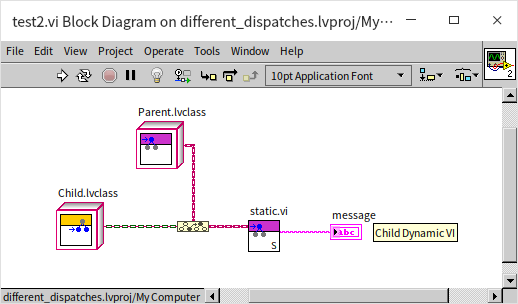 test2.vi Block Diagram on different_dispatches.lvproj/My...
File Edit View Project Operate Tools Window Help
10pt Application Font
2
Parent.lvclass
Child.lvclass
static.vi
S
message
abc
Child Dynamic VI
different_dispatches.lvproj/My Computer